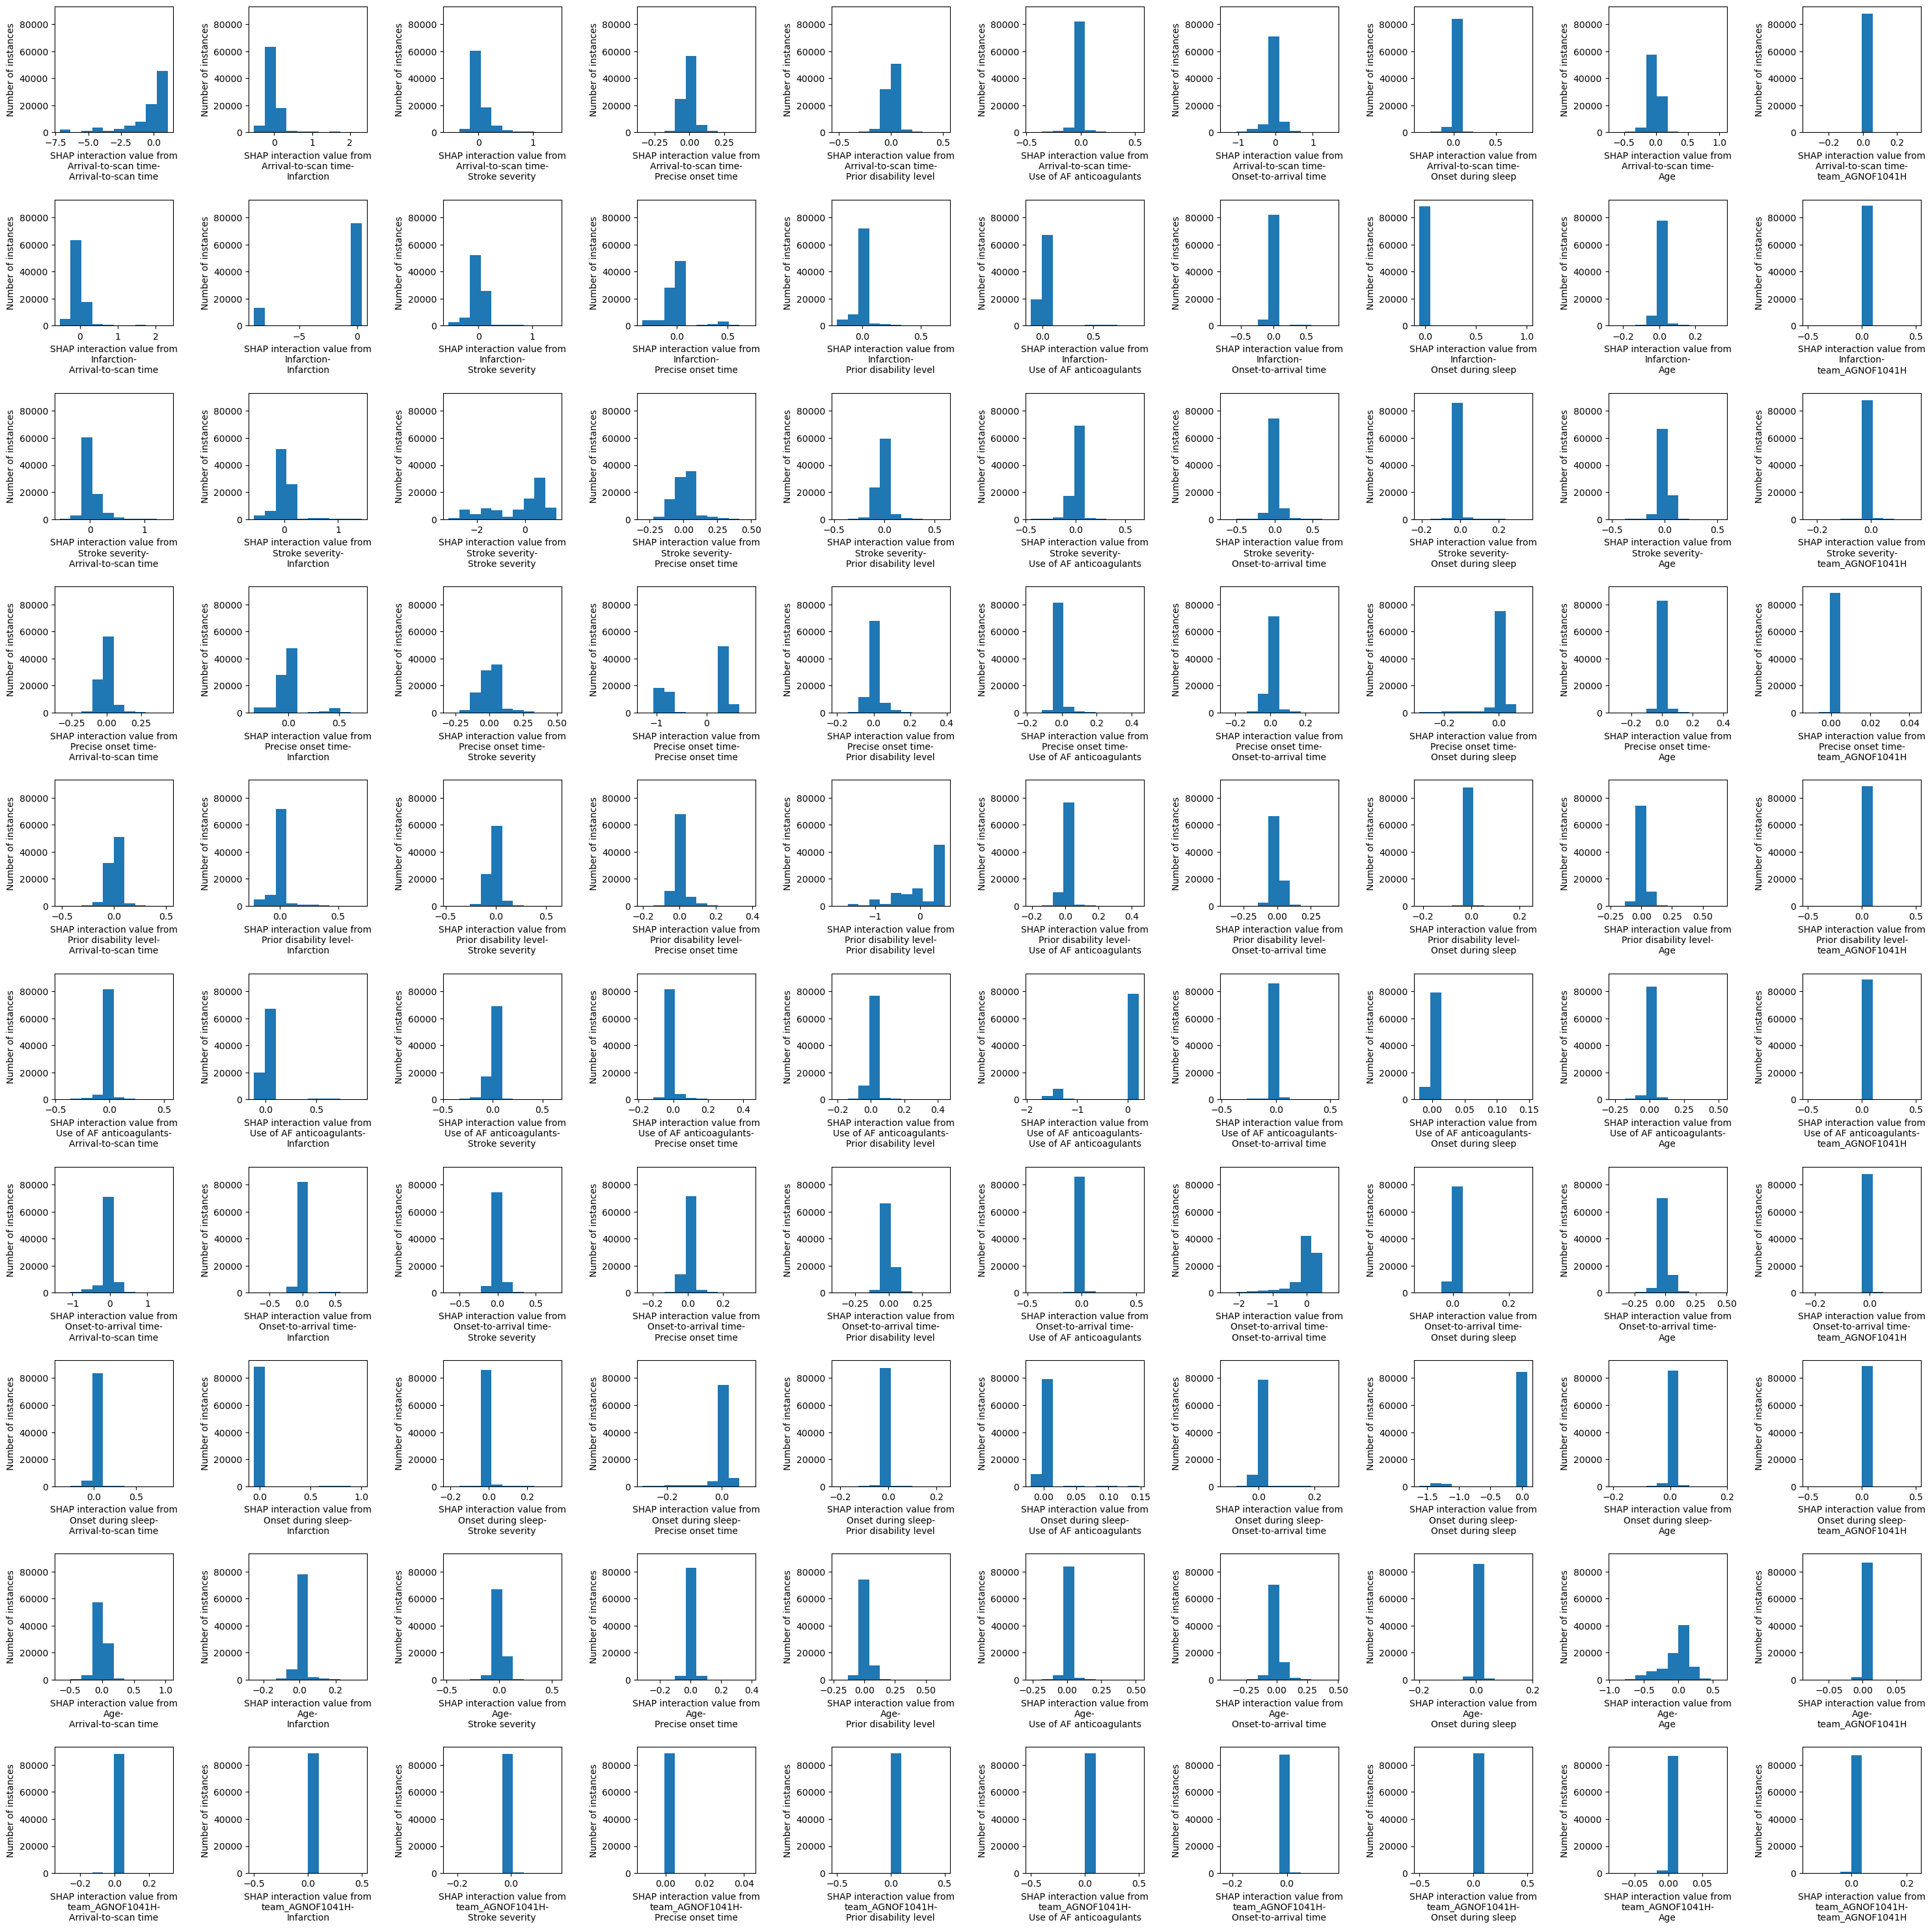 Number of instances Number of instances Number of instances Number of instances Number of instances Number of instances Number of instances Number of instances Number of instances Number of instances
80000 80000 80000 80000 80000 80000 80000 80000 80000 80000
60000 60000 60000 60000 60000 60000 60000 60000 60000 60000
40000 40000 40000 40000 40000 40000 40000 40000 40000 40000
20000 20000 20000 20000 20000 20000 20000 20000 20000 20000
0 0 0 0 0 0 0 0 0 0
−7.5 −5.0 −2.5 0.0 0 1 2 0 1 −0.25 0.00 0.25 −0.5 0.0 0.5 −0.5 0.0 0.5 −1 0 1 0.0 0.5 −0.5 0.0 0.5 1.0 −0.2 0.0 0.2
SHAP interaction value from SHAP interaction value from SHAP interaction value from SHAP interaction value from SHAP interaction value from SHAP interaction value from SHAP interaction value from SHAP interaction value from SHAP interaction value from SHAP interaction value from
Arrival-to-scan time- Arrival-to-scan time- Arrival-to-scan time- Arrival-to-scan time- Arrival-to-scan time- Arrival-to-scan time- Arrival-to-scan time- Arrival-to-scan time- Arrival-to-scan time- Arrival-to-scan time-
Arrival-to-scan time Infarction Stroke severity Precise onset time Prior disability level Use of AF anticoagulants Onset-to-arrival time Onset during sleep Age team_AGNOF1041H
Number of instances Number of instances Number of instances Number of instances Number of instances Number of instances Number of instances Number of instances Number of instances Number of instances
80000 80000 80000 80000 80000 80000 80000 80000 80000 80000
60000 60000 60000 60000 60000 60000 60000 60000 60000 60000
40000 40000 40000 40000 40000 40000 40000 40000 40000 40000
20000 20000 20000 20000 20000 20000 20000 20000 20000 20000
0 0 0 0 0 0 0 0 0 0
0 1 2 −5 0 0 1 0.0 0.5 0.0 0.5 0.0 0.5 −0.5 0.0 0.5 0.0 0.5 1.0 −0.2 0.0 0.2 −0.5 0.0 0.5
SHAP interaction value from SHAP interaction value from SHAP interaction value from SHAP interaction value from SHAP interaction value from SHAP interaction value from SHAP interaction value from SHAP interaction value from SHAP interaction value from SHAP interaction value from
Infarction- Infarction- Infarction- Infarction- Infarction- Infarction- Infarction- Infarction- Infarction- Infarction-
Arrival-to-scan time Infarction Stroke severity Precise onset time Prior disability level Use of AF anticoagulants Onset-to-arrival time Onset during sleep Age team_AGNOF1041H
Number of instances Number of instances Number of instances Number of instances Number of instances Number of instances Number of instances Number of instances Number of instances Number of instances
80000 80000 80000 80000 80000 80000 80000 80000 80000 80000
60000 60000 60000 60000 60000 60000 60000 60000 60000 60000
40000 40000 40000 40000 40000 40000 40000 40000 40000 40000
20000 20000 20000 20000 20000 20000 20000 20000 20000 20000
0 0 0 0 0 0 0 0 0 0
0 1 0 1 −2 0 −0.25 0.00 0.25 0.50 −0.5 0.0 0.5 −0.5 0.0 0.5 −0.5 0.0 0.5 −0.2 0.0 0.2 −0.5 0.0 0.5 −0.2 0.0
SHAP interaction value from SHAP interaction value from SHAP interaction value from SHAP interaction value from SHAP interaction value from SHAP interaction value from SHAP interaction value from SHAP interaction value from SHAP interaction value from SHAP interaction value from
Stroke severity- Stroke severity- Stroke severity- Stroke severity- Stroke severity- Stroke severity- Stroke severity- Stroke severity- Stroke severity- Stroke severity-
Arrival-to-scan time Infarction Stroke severity Precise onset time Prior disability level Use of AF anticoagulants Onset-to-arrival time Onset during sleep Age team_AGNOF1041H
Number of instances Number of instances Number of instances Number of instances Number of instances Number of instances Number of instances Number of instances Number of instances Number of instances
80000 80000 80000 80000 80000 80000 80000 80000 80000 80000
60000 60000 60000 60000 60000 60000 60000 60000 60000 60000
40000 40000 40000 40000 40000 40000 40000 40000 40000 40000
20000 20000 20000 20000 20000 20000 20000 20000 20000 20000
0 0 0 0 0 0 0 0 0 0
−0.25 0.00 0.25 0.0 0.5 −0.25 0.00 0.25 0.50 −1 0 −0.2 0.0 0.2 0.4 −0.2 0.0 0.2 0.4 −0.2 0.0 0.2 −0.2 0.0 −0.2 0.0 0.2 0.4 0.00 0.02 0.04
SHAP interaction value from SHAP interaction value from SHAP interaction value from SHAP interaction value from SHAP interaction value from SHAP interaction value from SHAP interaction value from SHAP interaction value from SHAP interaction value from SHAP interaction value from
Precise onset time- Precise onset time- Precise onset time- Precise onset time- Precise onset time- Precise onset time- Precise onset time- Precise onset time- Precise onset time- Precise onset time-
Arrival-to-scan time Infarction Stroke severity Precise onset time Prior disability level Use of AF anticoagulants Onset-to-arrival time Onset during sleep Age team_AGNOF1041H
Number of instances Number of instances Number of instances Number of instances Number of instances Number of instances Number of instances Number of instances Number of instances Number of instances
80000 80000 80000 80000 80000 80000 80000 80000 80000 80000
60000 60000 60000 60000 60000 60000 60000 60000 60000 60000
40000 40000 40000 40000 40000 40000 40000 40000 40000 40000
20000 20000 20000 20000 20000 20000 20000 20000 20000 20000
0 0 0 0 0 0 0 0 0 0
−0.5 0.0 0.5 0.0 0.5 −0.5 0.0 0.5 −0.2 0.0 0.2 0.4 −1 0 −0.2 0.0 0.2 0.4 −0.25 0.00 0.25 −0.2 0.0 0.2 −0.25 0.00 0.25 0.50 −0.5 0.0 0.5
SHAP interaction value from SHAP interaction value from SHAP interaction value from SHAP interaction value from SHAP interaction value from SHAP interaction value from SHAP interaction value from SHAP interaction value from SHAP interaction value from SHAP interaction value from
Prior disability level- Prior disability level- Prior disability level- Prior disability level- Prior disability level- Prior disability level- Prior disability level- Prior disability level- Prior disability level- Prior disability level-
Arrival-to-scan time Infarction Stroke severity Precise onset time Prior disability level Use of AF anticoagulants Onset-to-arrival time Onset during sleep Age team_AGNOF1041H
Number of instances Number of instances Number of instances Number of instances Number of instances Number of instances Number of instances Number of instances Number of instances Number of instances
80000 80000 80000 80000 80000 80000 80000 80000 80000 80000
60000 60000 60000 60000 60000 60000 60000 60000 60000 60000
40000 40000 40000 40000 40000 40000 40000 40000 40000 40000
20000 20000 20000 20000 20000 20000 20000 20000 20000 20000
0 0 0 0 0 0 0 0 0 0
−0.5 0.0 0.5 0.0 0.5 −0.5 0.0 0.5 −0.2 0.0 0.2 0.4 −0.2 0.0 0.2 0.4 −2 −1 0 −0.5 0.0 0.5 0.00 0.05 0.10 0.15 −0.25 0.00 0.25 0.50 −0.5 0.0 0.5
SHAP interaction value from SHAP interaction value from SHAP interaction value from SHAP interaction value from SHAP interaction value from SHAP interaction value from SHAP interaction value from SHAP interaction value from SHAP interaction value from SHAP interaction value from
Use of AF anticoagulants- Use of AF anticoagulants- Use of AF anticoagulants- Use of AF anticoagulants- Use of AF anticoagulants- Use of AF anticoagulants- Use of AF anticoagulants- Use of AF anticoagulants- Use of AF anticoagulants- Use of AF anticoagulants-
Arrival-to-scan time Infarction Stroke severity Precise onset time Prior disability level Use of AF anticoagulants Onset-to-arrival time Onset during sleep Age team_AGNOF1041H
Number of instances Number of instances Number of instances Number of instances Number of instances Number of instances Number of instances Number of instances Number of instances Number of instances
80000 80000 80000 80000 80000 80000 80000 80000 80000 80000
60000 60000 60000 60000 60000 60000 60000 60000 60000 60000
40000 40000 40000 40000 40000 40000 40000 40000 40000 40000
20000 20000 20000 20000 20000 20000 20000 20000 20000 20000
0 0 0 0 0 0 0 0 0 0
−1 0 1 −0.5 0.0 0.5 −0.5 0.0 0.5 −0.2 0.0 0.2 −0.25 0.00 0.25 −0.5 0.0 0.5 −2 −1 0 0.0 0.2 −0.25 0.00 0.25 0.50 −0.2 0.0
SHAP interaction value from SHAP interaction value from SHAP interaction value from SHAP interaction value from SHAP interaction value from SHAP interaction value from SHAP interaction value from SHAP interaction value from SHAP interaction value from SHAP interaction value from
Onset-to-arrival time- Onset-to-arrival time- Onset-to-arrival time- Onset-to-arrival time- Onset-to-arrival time- Onset-to-arrival time- Onset-to-arrival time- Onset-to-arrival time- Onset-to-arrival time- Onset-to-arrival time-
Arrival-to-scan time Infarction Stroke severity Precise onset time Prior disability level Use of AF anticoagulants Onset-to-arrival time Onset during sleep Age team_AGNOF1041H
Number of instances Number of instances Number of instances Number of instances Number of instances Number of instances Number of instances Number of instances Number of instances Number of instances
80000 80000 80000 80000 80000 80000 80000 80000 80000 80000
60000 60000 60000 60000 60000 60000 60000 60000 60000 60000
40000 40000 40000 40000 40000 40000 40000 40000 40000 40000
20000 20000 20000 20000 20000 20000 20000 20000 20000 20000
0 0 0 0 0 0 0 0 0 0
0.0 0.5 0.0 0.5 1.0 −0.2 0.0 0.2 −0.2 0.0 −0.2 0.0 0.2 0.00 0.05 0.10 0.15 0.0 0.2 −1.5 −1.0 −0.5 0.0 −0.2 0.0 0.2 −0.5 0.0 0.5
SHAP interaction value from SHAP interaction value from SHAP interaction value from SHAP interaction value from SHAP interaction value from SHAP interaction value from SHAP interaction value from SHAP interaction value from SHAP interaction value from SHAP interaction value from
Onset during sleep- Onset during sleep- Onset during sleep- Onset during sleep- Onset during sleep- Onset during sleep- Onset during sleep- Onset during sleep- Onset during sleep- Onset during sleep-
Arrival-to-scan time Infarction Stroke severity Precise onset time Prior disability level Use of AF anticoagulants Onset-to-arrival time Onset during sleep Age team_AGNOF1041H
Number of instances Number of instances Number of instances Number of instances Number of instances Number of instances Number of instances Number of instances Number of instances Number of instances
80000 80000 80000 80000 80000 80000 80000 80000 80000 80000
60000 60000 60000 60000 60000 60000 60000 60000 60000 60000
40000 40000 40000 40000 40000 40000 40000 40000 40000 40000
20000 20000 20000 20000 20000 20000 20000 20000 20000 20000
0 0 0 0 0 0 0 0 0 0
−0.5 0.0 0.5 1.0 −0.2 0.0 0.2 −0.5 0.0 0.5 −0.2 0.0 0.2 0.4 −0.25 0.00 0.25 0.50 −0.25 0.00 0.25 0.50 −0.25 0.00 0.25 0.50 −0.2 0.0 0.2 −1.0 −0.5 0.0 0.5 −0.05 0.00 0.05
SHAP interaction value from SHAP interaction value from SHAP interaction value from SHAP interaction value from SHAP interaction value from SHAP interaction value from SHAP interaction value from SHAP interaction value from SHAP interaction value from SHAP interaction value from
Age- Age- Age- Age- Age- Age- Age- Age- Age- Age-
Arrival-to-scan time Infarction Stroke severity Precise onset time Prior disability level Use of AF anticoagulants Onset-to-arrival time Onset during sleep Age team_AGNOF1041H
Number of instances Number of instances Number of instances Number of instances Number of instances Number of instances Number of instances Number of instances Number of instances Number of instances
80000 80000 80000 80000 80000 80000 80000 80000 80000 80000
60000 60000 60000 60000 60000 60000 60000 60000 60000 60000
40000 40000 40000 40000 40000 40000 40000 40000 40000 40000
20000 20000 20000 20000 20000 20000 20000 20000 20000 20000
0 0 0 0 0 0 0 0 0 0
−0.2 0.0 0.2 −0.5 0.0 0.5 −0.2 0.0 0.00 0.02 0.04 −0.5 0.0 0.5 −0.5 0.0 0.5 −0.2 0.0 −0.5 0.0 0.5 −0.05 0.00 0.05 0.0 0.2
SHAP interaction value from SHAP interaction value from SHAP interaction value from SHAP interaction value from SHAP interaction value from SHAP interaction value from SHAP interaction value from SHAP interaction value from SHAP interaction value from SHAP interaction value from
team_AGNOF1041H- team_AGNOF1041H- team_AGNOF1041H- team_AGNOF1041H- team_AGNOF1041H- team_AGNOF1041H- team_AGNOF1041H- team_AGNOF1041H- team_AGNOF1041H- team_AGNOF1041H-
Arrival-to-scan time Infarction Stroke severity Precise onset time Prior disability level Use of AF anticoagulants Onset-to-arrival time Onset during sleep Age team_AGNOF1041H